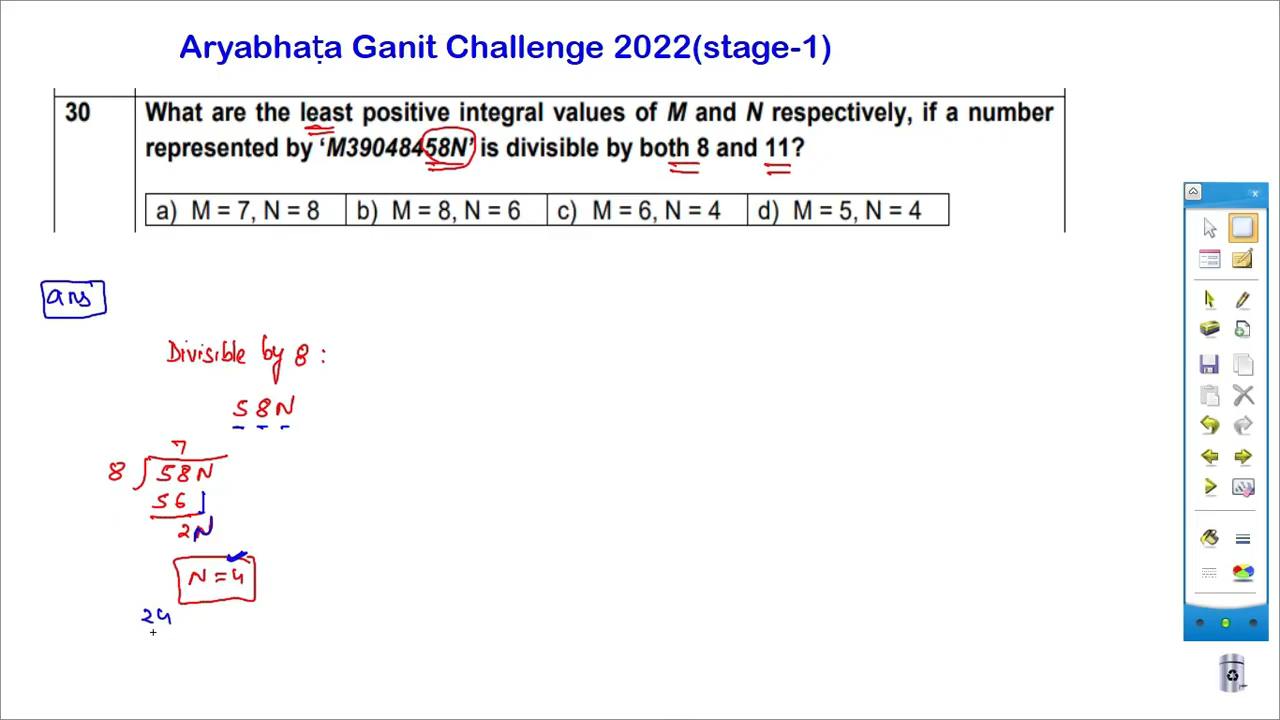 Aryabhaṭa Ganit Challenge 2022(stage-1)
30 What are the least positive integral values of M and N respectively, if a number
represented by ‘M39048458N’ is divisible by both 8 and 11?
a) M = 7, N = 8 b) M = 8, N = 6 c) M = 6, N = 4 d) M = 5, N = 4
ans
Divisible by 8 :
58N
7
8 58N
56
2N
N = 4
24